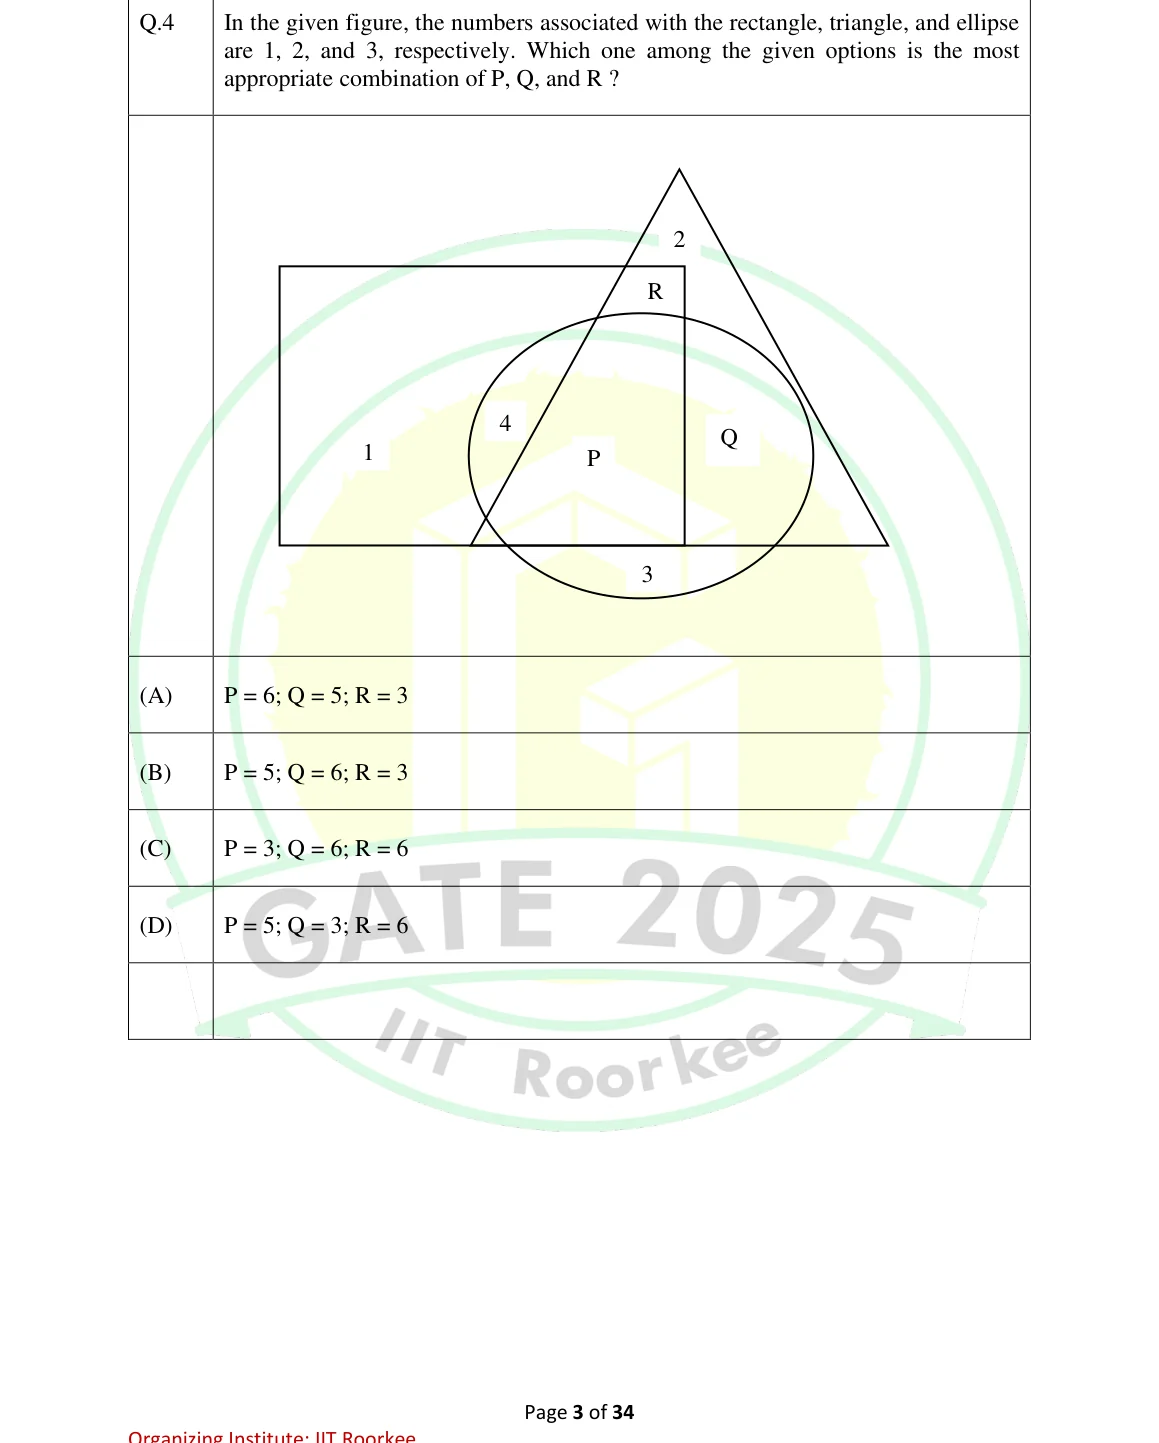 Q.4 In the given figure, the numbers associated with the rectangle, triangle, and ellipse
are 1, 2, and 3, respectively. Which one among the given options is the most
appropriate combination of P, Q, and R ?
2
R
4
Q
1
P
3
(A) P = 6; Q = 5; R = 3
(B) P = 5; Q = 6; R = 3
(C) P = 3; Q = 6; R = 6
(D) P = 5; Q = 3; R = 6
GATE 2025
IIT Roorkee
Page 3 of 34
Organizing Institute: IIT Roorkee